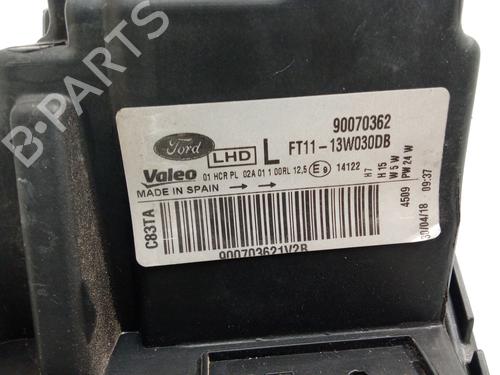 B-PARTS
90070362
Ford
LHD L FT11-13W030DB
Valeo 01 HCR PL 02A 01 1 00RL 12,5 E9 14122
MADE IN SPAIN → →
H7
H 15
W 5 W
PW 24 W
4509
30/04/18 09:37
C83TA
900703621V2B